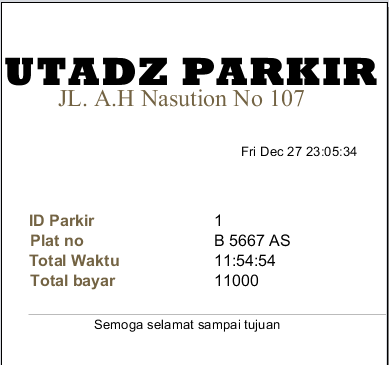 UTADZ PARKIR
JL. A.H Nasution No 107
Fri Dec 27 23:05:34
ID Parkir 1
Plat no B 5667 AS
Total Waktu 11:54:54
Total bayar 11000
Semoga selamat sampai tujuan